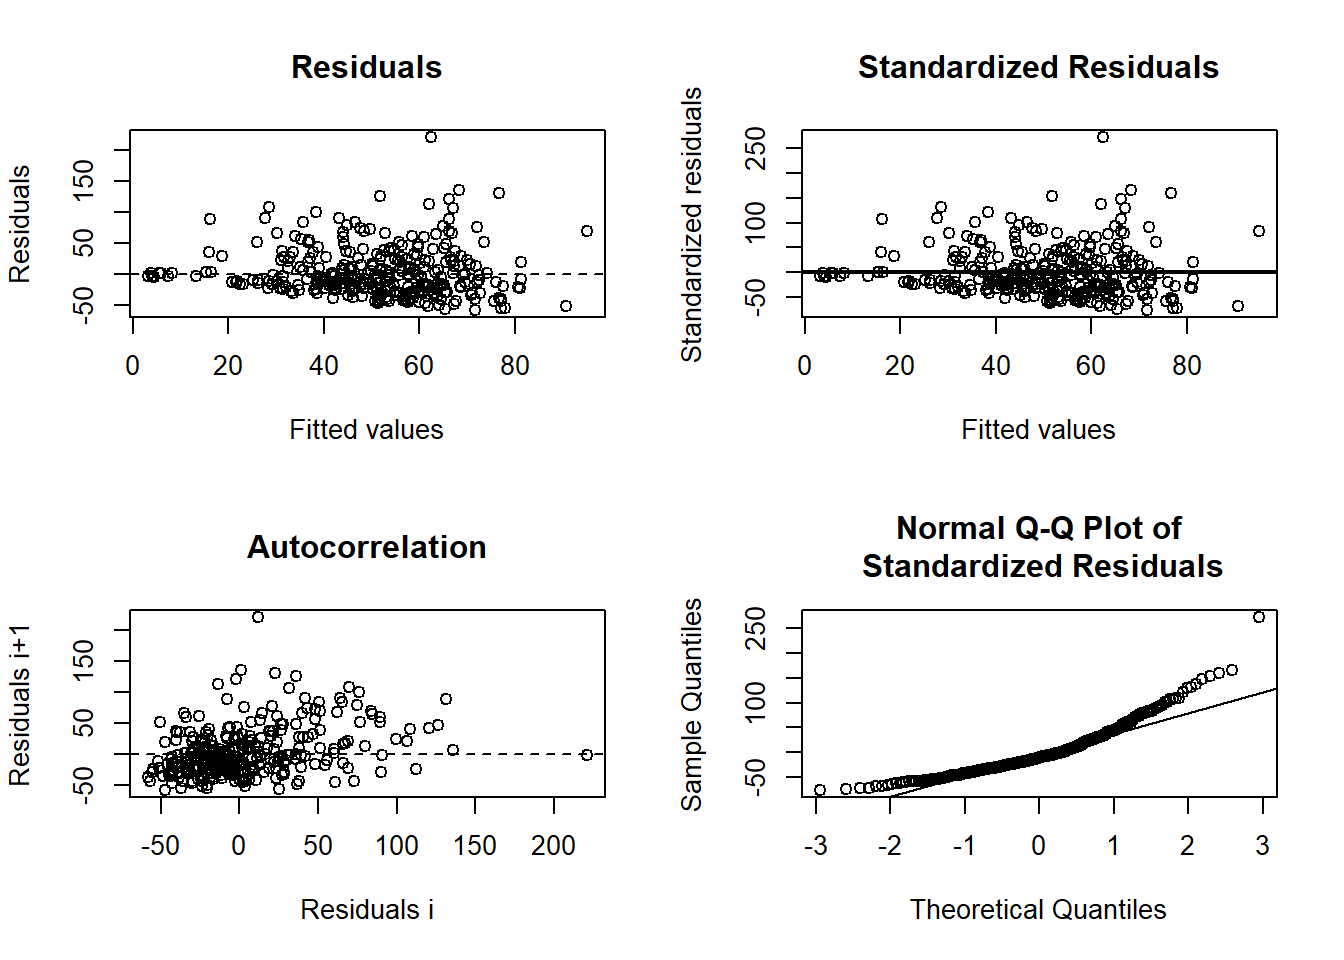 Residuals
Residuals
-50 50 150
0 20 40 60 80
Fitted values
Standardized Residuals
Standardized residuals
-50 100 250
0 20 40 60 80
Fitted values
Autocorrelation
Residuals i+1
-50 50 150
-50 0 50 100 150 200
Residuals i
Normal Q-Q Plot of
Standardized Residuals
Sample Quantiles
-50 100 250
-3 -2 -1 0 1 2 3
Theoretical Quantiles